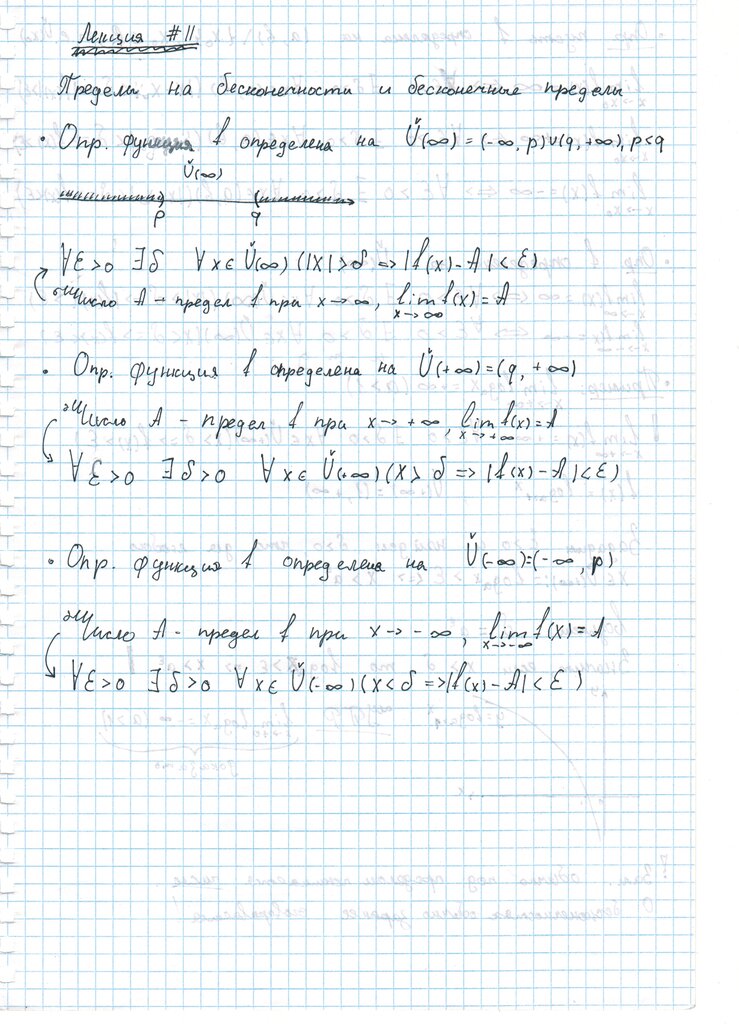 Лекция #11
Пределы на бесконечности и бесконечные пределы
• Опр. функция f определена на Ǔ(∞) = (-∞, p)∪(q, +∞), p<q
Ǔ(∞)
p q
∀ε>0 ∃δ ∀x∈Ǔ(∞) (|x|>δ => |f(x)-A|<ε)
Число A - предел f при x→∞, lim f(x) = A
x→∞
• Опр. функция f определена на Ǔ(+∞)=(q, +∞)
Число A - предел f при x→+∞, lim f(x)=A
x→+∞
∀ε>0 ∃δ>0 ∀x∈Ǔ(+∞) (x>δ => |f(x)-A|<ε)
• Опр. функция f определена на Ǔ(-∞)=(-∞, p)
Число A - предел f при x→-∞, lim f(x)=A
x→-∞
∀ε>0 ∃δ>0 ∀x∈Ǔ(-∞) (x<δ =>|f(x)-A|<ε)